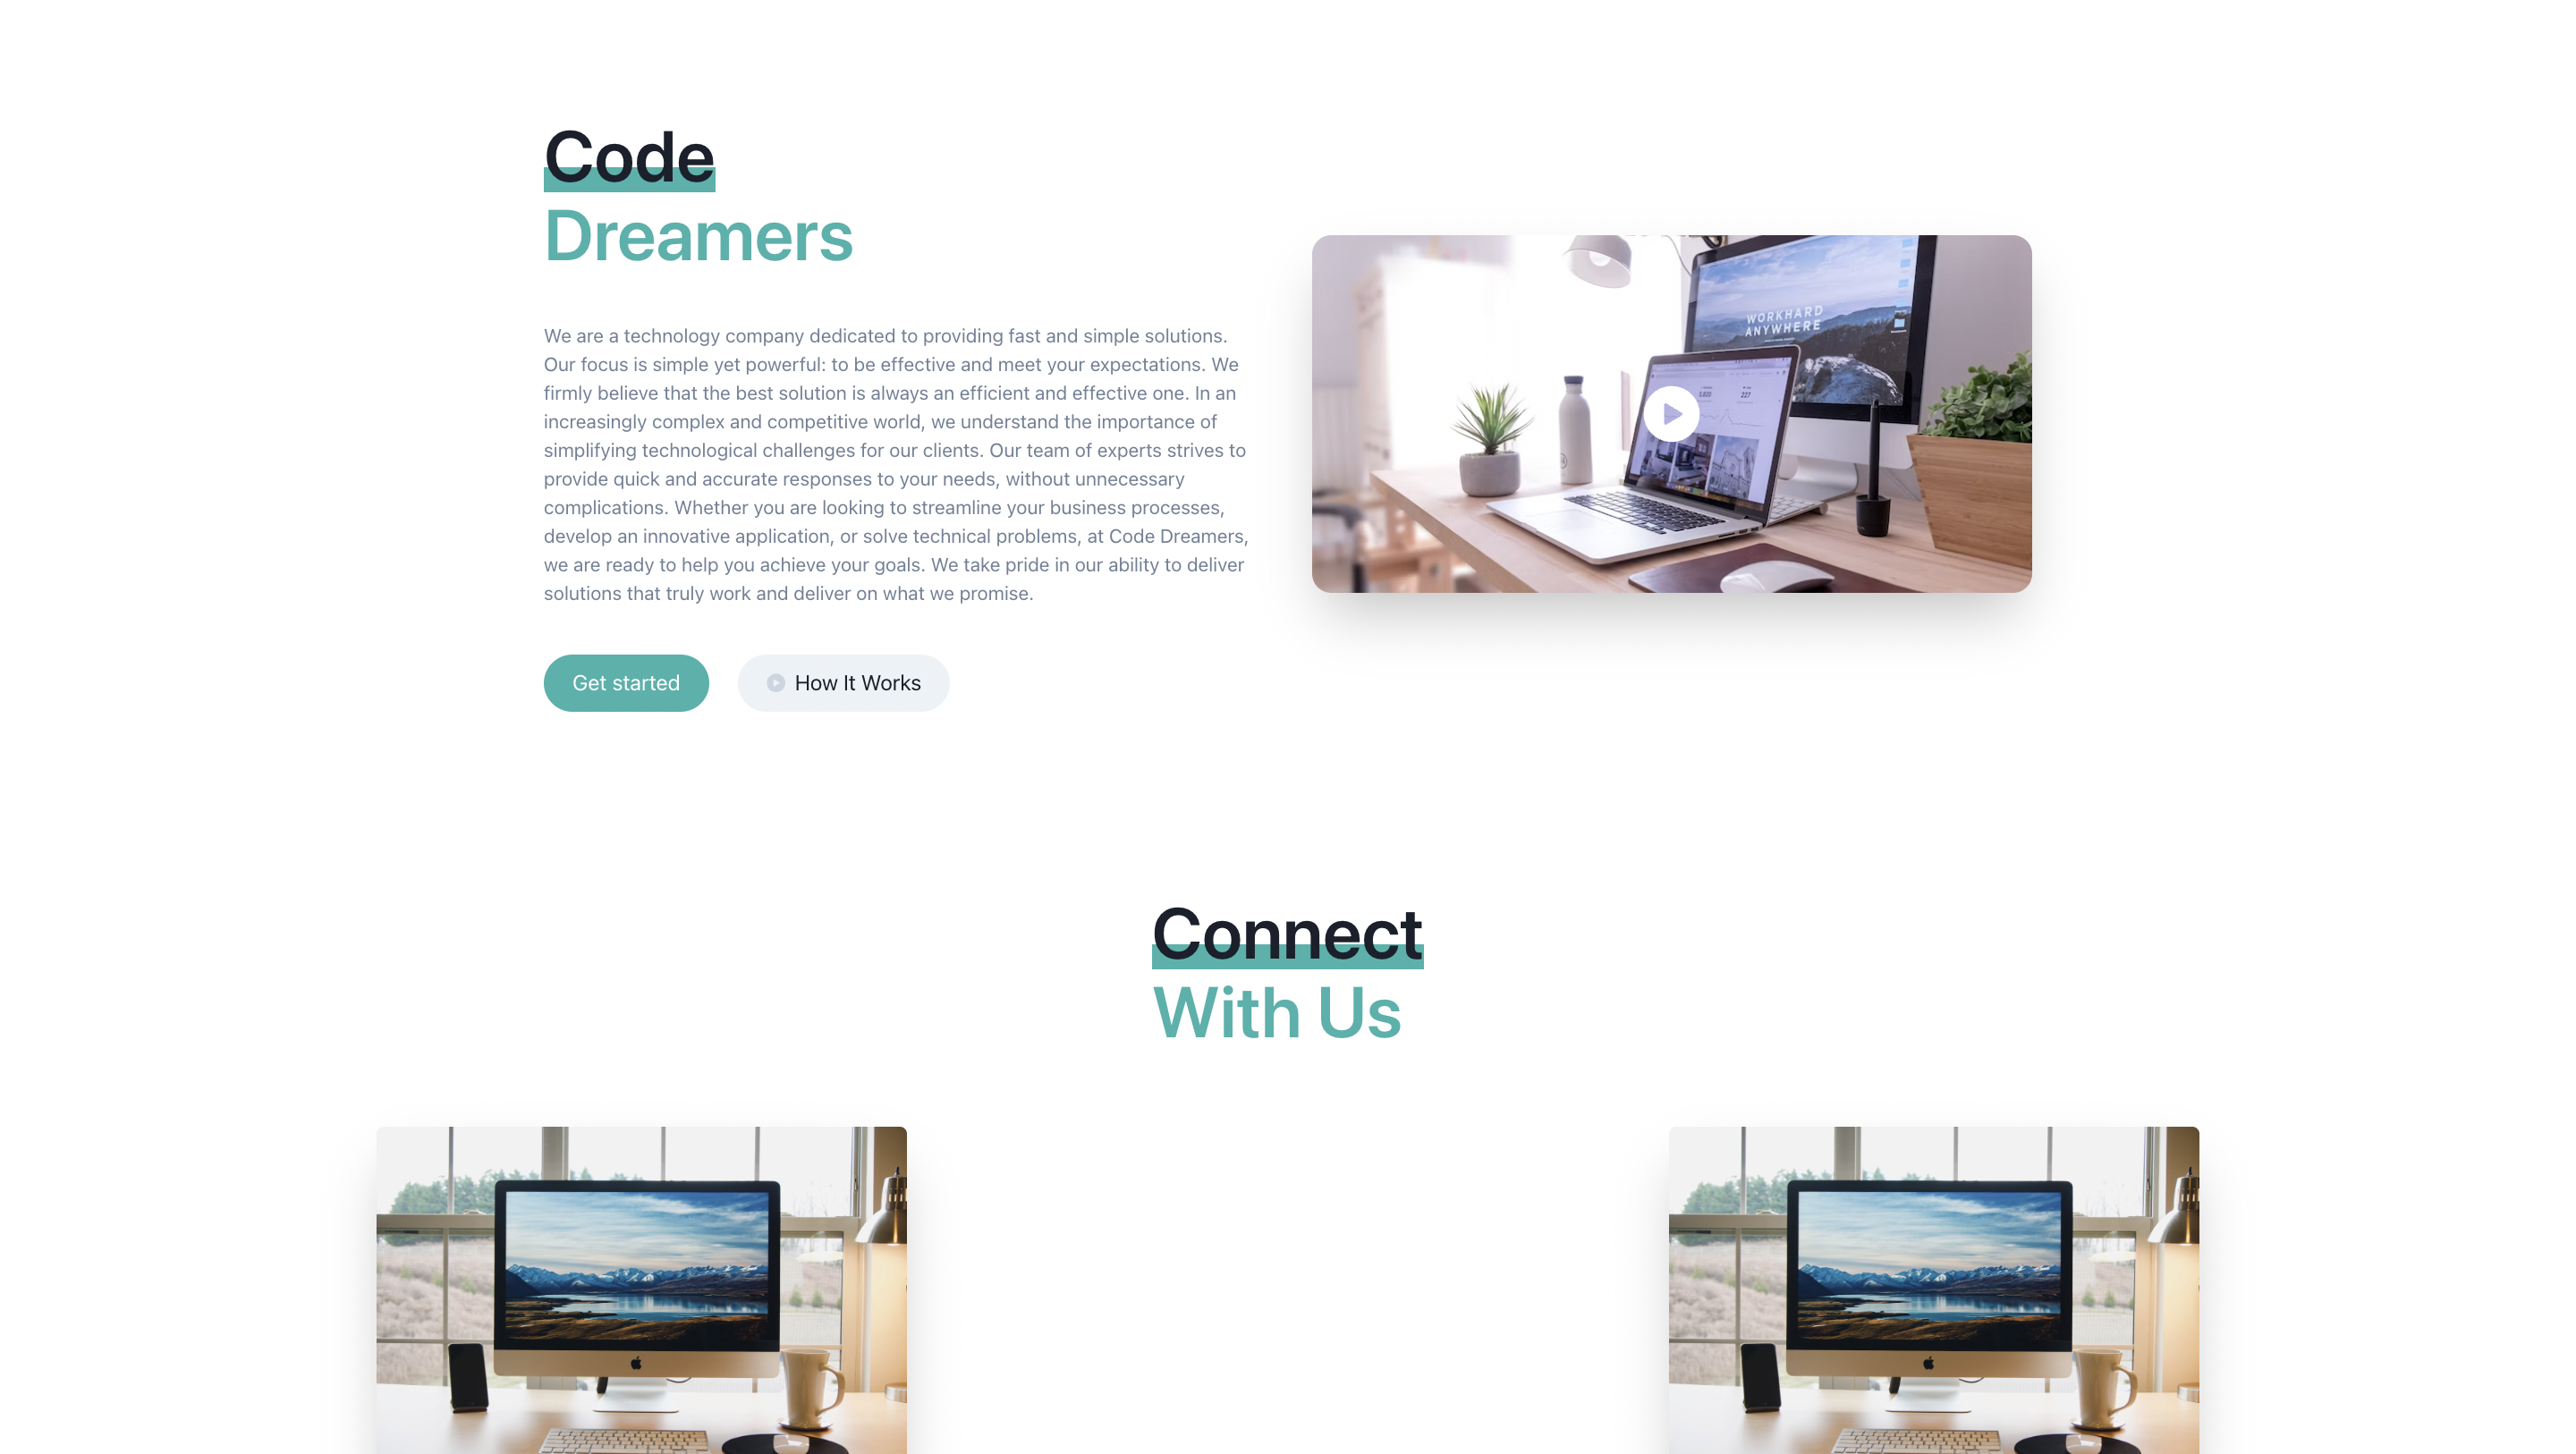 Code
Dreamers
We are a technology company dedicated to providing fast and simple solutions.
Our focus is simple yet powerful: to be effective and meet your expectations. We
firmly believe that the best solution is always an efficient and effective one. In an
increasingly complex and competitive world, we understand the importance of
simplifying technological challenges for our clients. Our team of experts strives to
provide quick and accurate responses to your needs, without unnecessary
complications. Whether you are looking to streamline your business processes,
develop an innovative application, or solve technical problems, at Code Dreamers,
we are ready to help you achieve your goals. We take pride in our ability to deliver
solutions that truly work and deliver on what we promise.
WORKHARD
ANYWHERE
227
Get started
How It Works
Connect
With Us